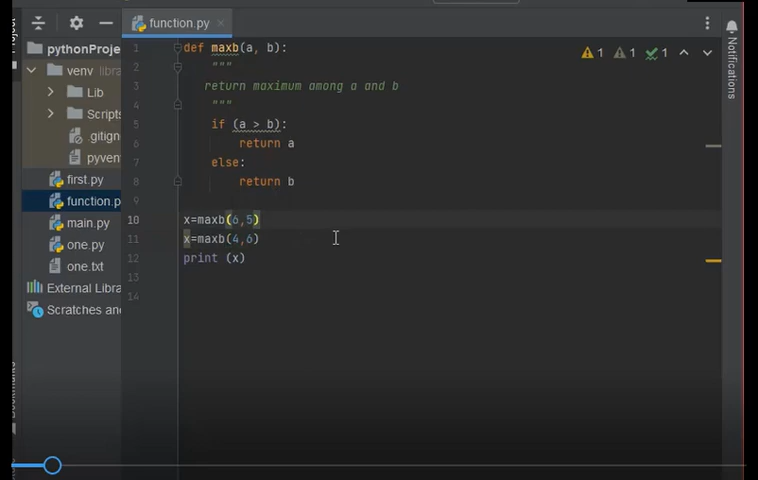 function.py
pythonProje
venv
Lib
Scripts
.gitign
pyven
first.py
function.p
main.py
one.py
one.txt
External Libra
Scratches and
1 def maxb(a, b):
2 """
3 return maximum among a and b
4 """
5 if (a > b):
6 return a
7 else:
8 return b
9
10 x=maxb(6,5)
11 x=maxb(4,6)
12 print (x)
13
14
1 1 1
Notifications